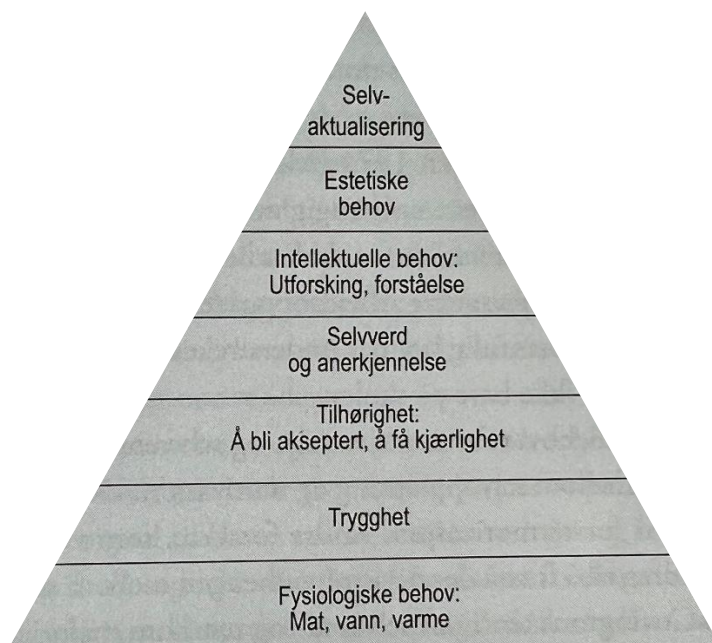 Selv-
aktualisering
Estetiske
behov
Intellektuelle behov:
Utforsking, forståelse
Selvverd
og anerkjennelse
Tilhørighet:
Å bli akseptert, å få kjærlighet
Trygghet
Fysiologiske behov:
Mat, vann, varme